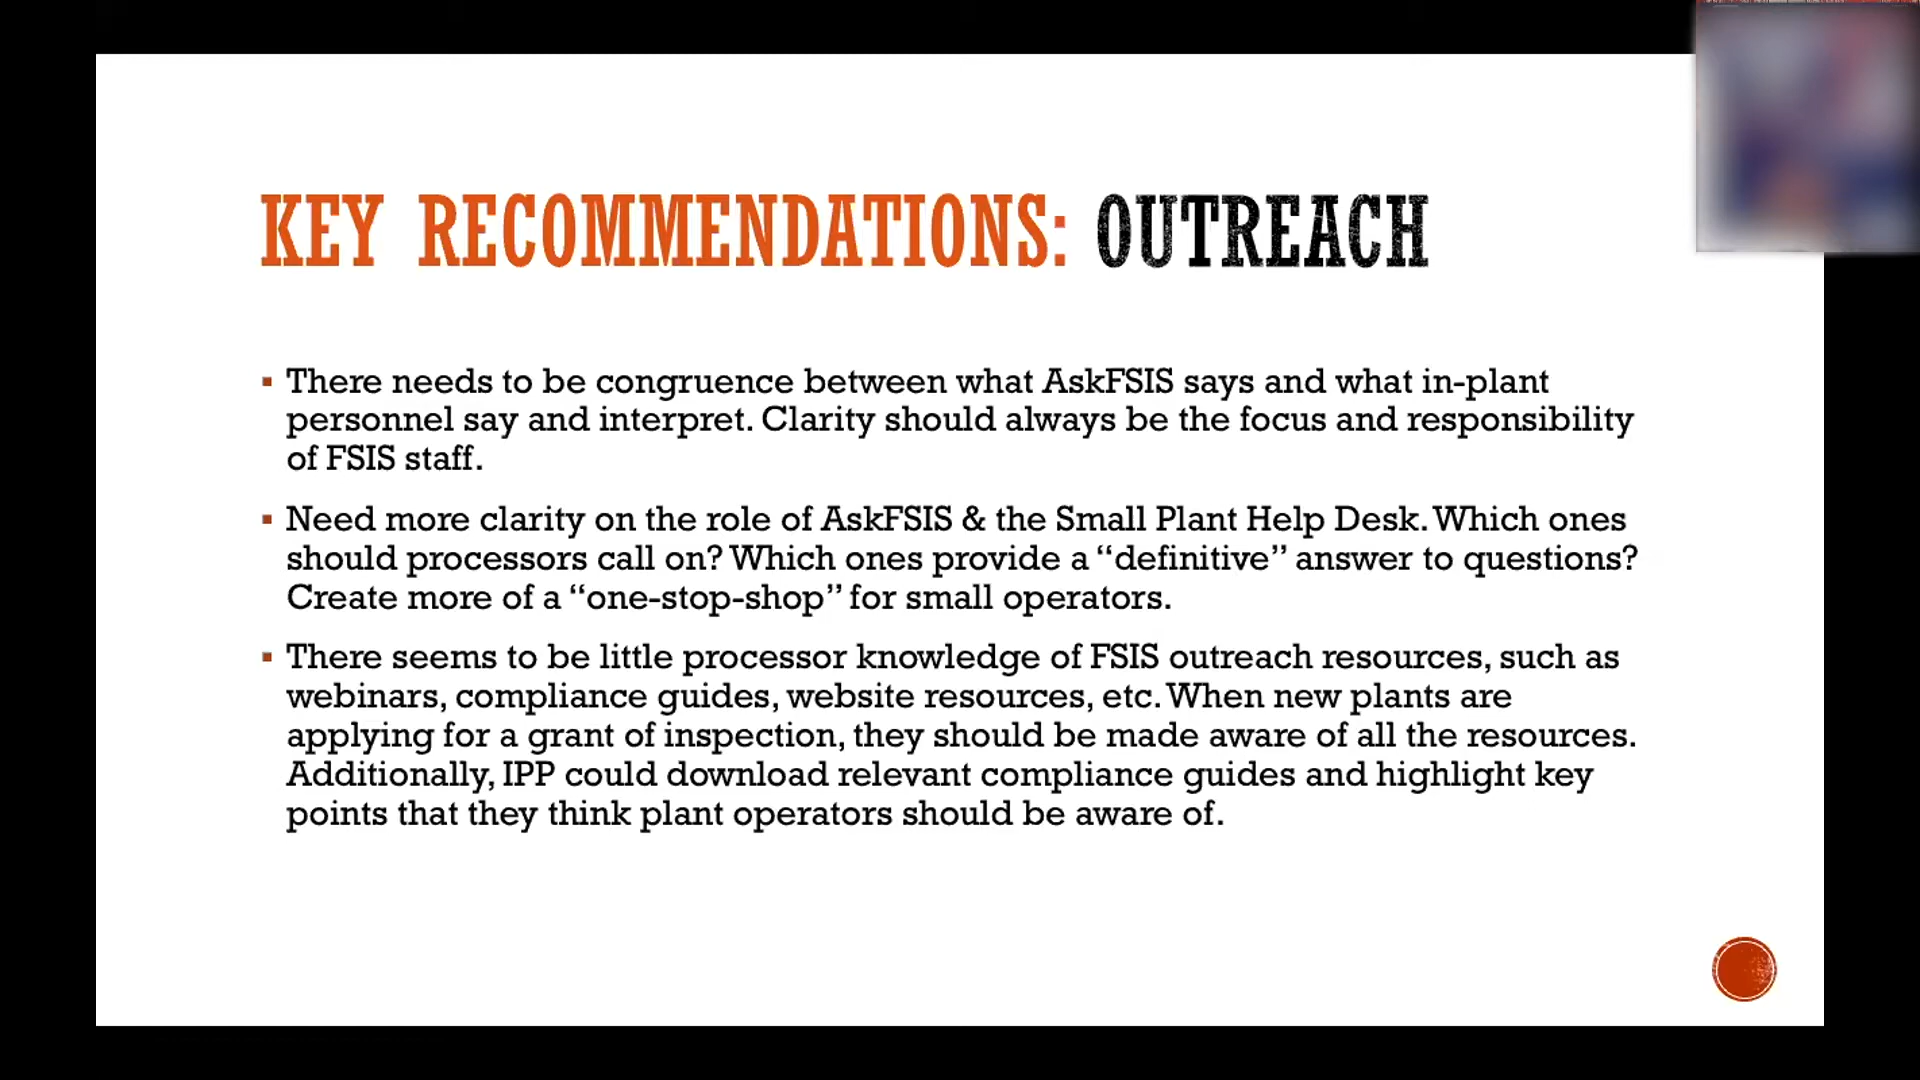 KEY RECOMMENDATIONS: OUTREACH
▪ There needs to be congruence between what AskFSIS says and what in-plant
personnel say and interpret. Clarity should always be the focus and responsibility
of FSIS staff.
▪ Need more clarity on the role of AskFSIS & the Small Plant Help Desk. Which ones
should processors call on? Which ones provide a “definitive” answer to questions?
Create more of a “one-stop-shop” for small operators.
▪ There seems to be little processor knowledge of FSIS outreach resources, such as
webinars, compliance guides, website resources, etc. When new plants are
applying for a grant of inspection, they should be made aware of all the resources.
Additionally, IPP could download relevant compliance guides and highlight key
points that they think plant operators should be aware of.